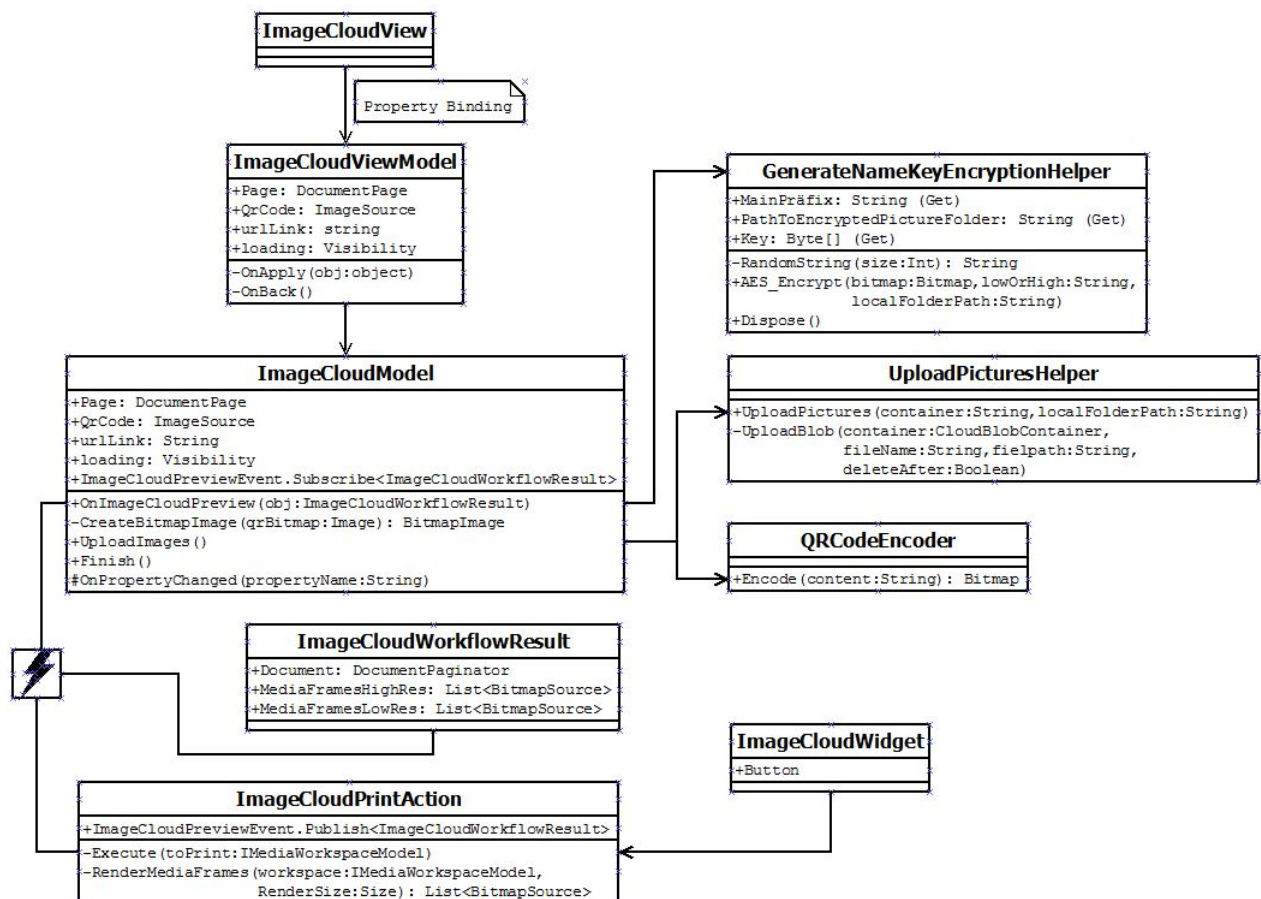 ImageCloudView
Property Binding
ImageCloudViewModel
+Page: DocumentPage
+QrCode: ImageSource
+urlLink: string
+loading: Visibility
-OnApply(obj:object)
-OnBack()
GenerateNameKeyEncryptionHelper
+MainPräfix: String (Get)
+PathToEncryptedPictureFolder: String (Get)
+Key: Byte[] (Get)
-RandomString(size:Int): String
+AES_Encrypt(bitmap:Bitmap,lowOrHigh:String,
localFolderPath:String)
+Dispose()
ImageCloudModel
+Page: DocumentPage
+QrCode: ImageSource
+urlLink: String
+loading: Visibility
+ImageCloudPreviewEvent.Subscribe<ImageCloudWorkflowResult>
+OnImageCloudPreview(obj:ImageCloudWorkflowResult)
-CreateBitmapImage(qrBitmap:Image): BitmapImage
+UploadImages()
+Finish()
#OnPropertyChanged(propertyName:String)
UploadPicturesHelper
+UploadPictures(container:String,localFolderPath:String)
-UploadBlob(container:CloudBlobContainer,
fileName:String,fielpath:String,
deleteAfter:Boolean)
QRCodeEncoder
+Encode(content:String): Bitmap
ImageCloudWorkflowResult
+Document: DocumentPaginator
+MediaFramesHighRes: List<BitmapSource>
+MediaFramesLowRes: List<BitmapSource>
ImageCloudWidget
+Button
ImageCloudPrintAction
+ImageCloudPreviewEvent.Publish<ImageCloudWorkflowResult>
-Execute(toPrint:IMediaWorkspaceModel)
-RenderMediaFrames(workspace:IMediaWorkspaceModel,
RenderSize:Size): List<BitmapSource>